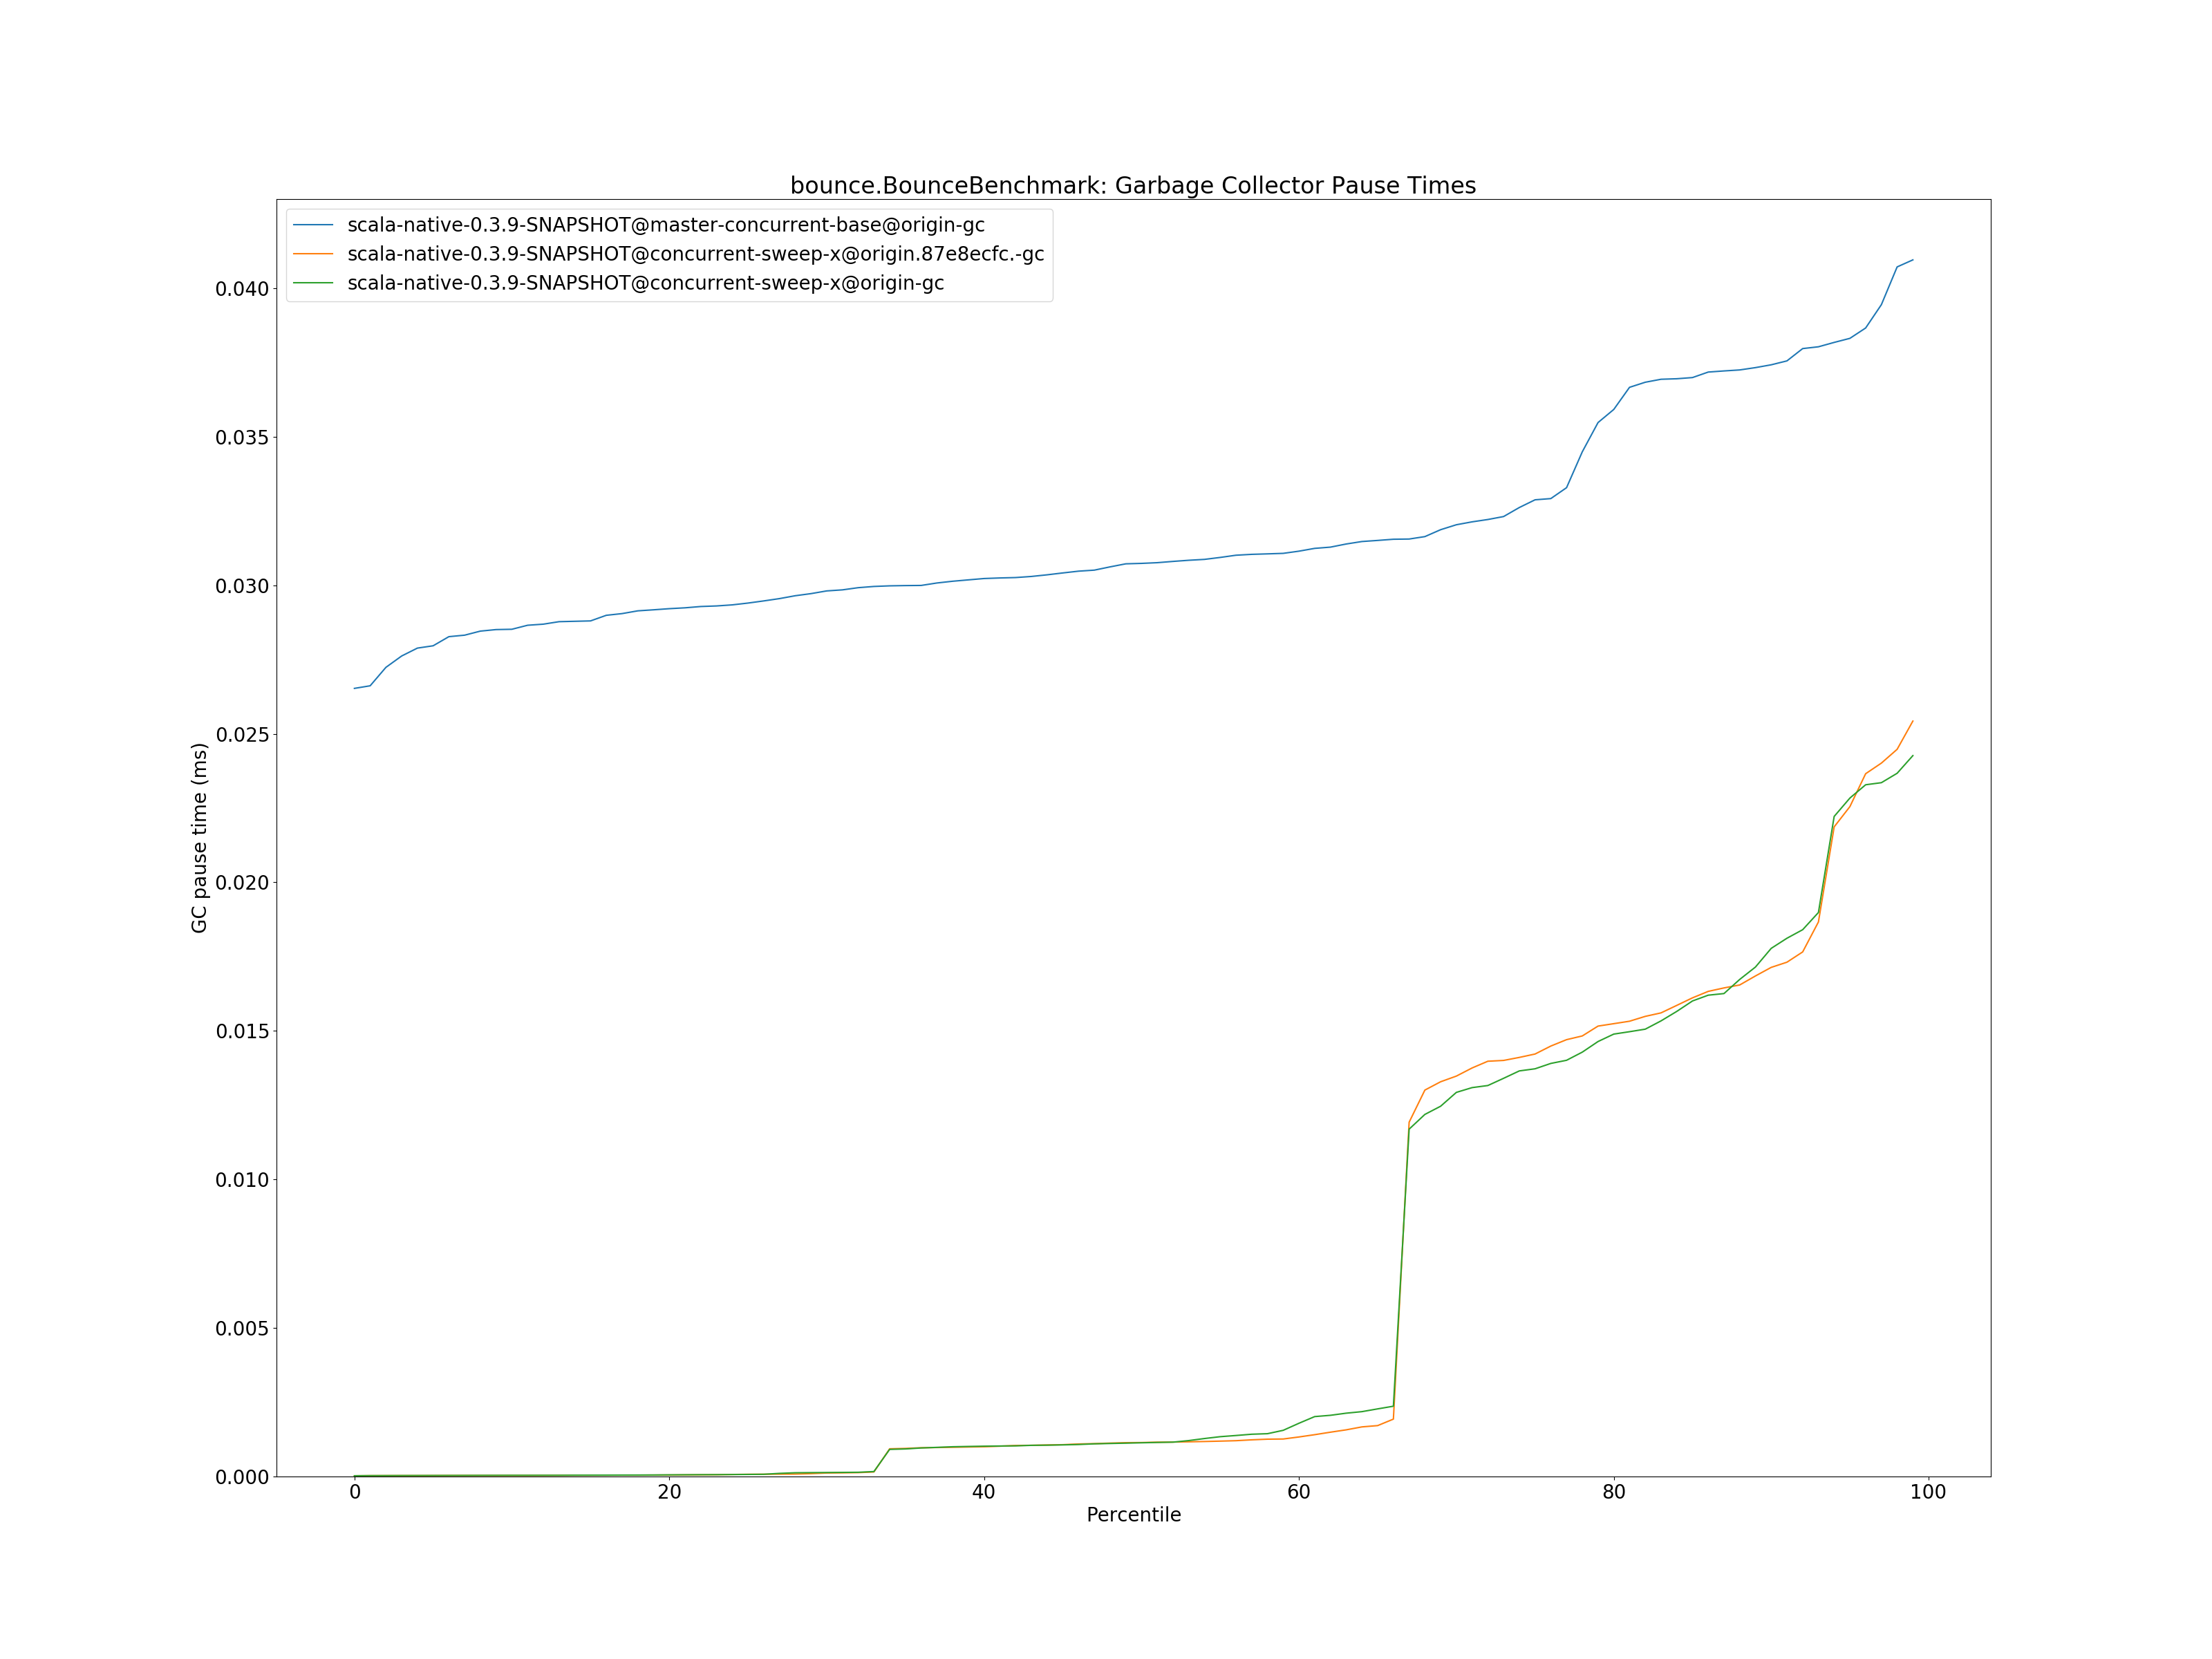 bounce.BounceBenchmark: Garbage Collector Pause Times
scala-native-0.3.9-SNAPSHOT@master-concurrent-base@origin-gc
scala-native-0.3.9-SNAPSHOT@concurrent-sweep-x@origin.87e8ecfc.-gc
scala-native-0.3.9-SNAPSHOT@concurrent-sweep-x@origin-gc
0.040
0.035
0.030
0.025
0.020
0.015
0.010
0.005
0.000
GC pause time (ms)
0 20 40 60 80 100
Percentile